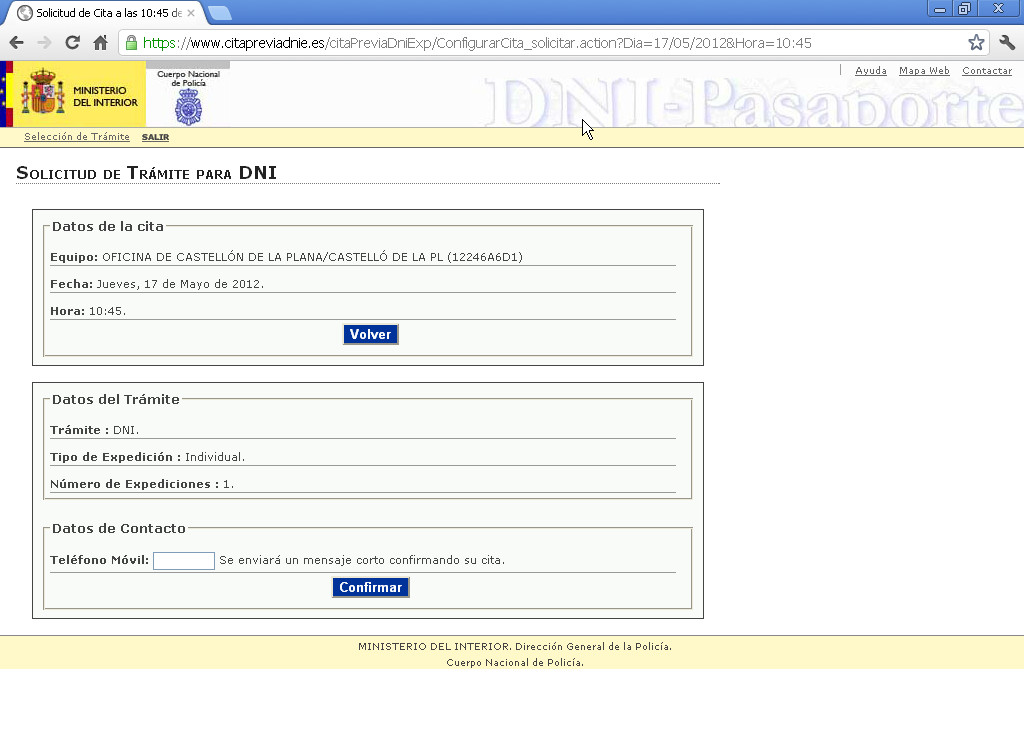 Solicitud de Cita a las 10:45 de
https://www.citapreviadnie.es/citaPreviaDniExp/ConfigurarCita_solicitar.action?Dia=17/05/2012&Hora=10:45
MINISTERIO
DEL INTERIOR
Cuerpo Nacional
de Policía
DNI-Pasaporte
Ayuda Mapa Web Contactar
Selección de Trámite SALIR
SOLICITUD DE TRÁMITE PARA DNI
Datos de la cita
Equipo: OFICINA DE CASTELLÓN DE LA PLANA/CASTELLÓ DE LA PL (12246A6D1)
Fecha: Jueves, 17 de Mayo de 2012.
Hora: 10:45.
Volver
Datos del Trámite
Trámite : DNI.
Tipo de Expedición : Individual.
Número de Expediciones : 1.
Datos de Contacto
Teléfono Móvil: Se enviará un mensaje corto confirmando su cita.
Confirmar
MINISTERIO DEL INTERIOR. Dirección General de la Policía.
Cuerpo Nacional de Policía.